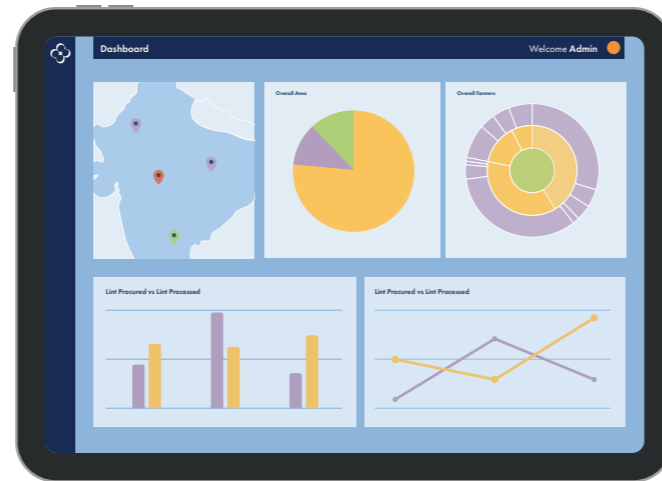 Dashboard
Welcome Admin
Overall Area
Overall Farmers
Lint Procured vs Lint Processed
Lint Procured vs Lint Processed